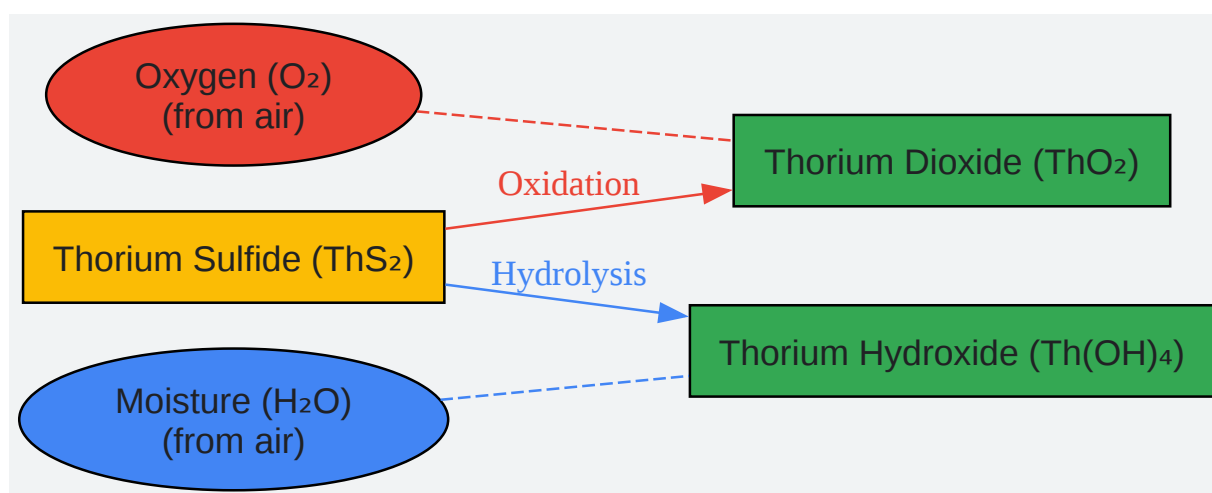 Oxygen (O₂)
(from air)
Thorium Dioxide (ThO₂)
Oxidation
Thorium Sulfide (ThS₂)
Hydrolysis
Thorium Hydroxide (Th(OH)₄)
Moisture (H₂O)
(from air)